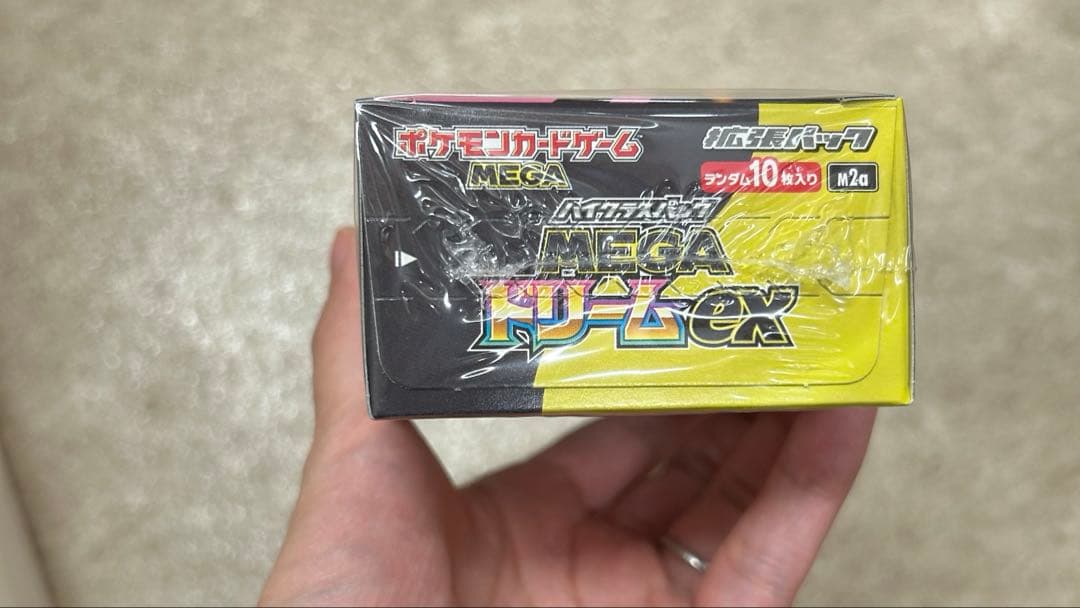 ポケモンカードゲーム
MEGA
拡張パック
ランダム10枚入り M2a
ハイクラスパック
MEGA
ドリームex